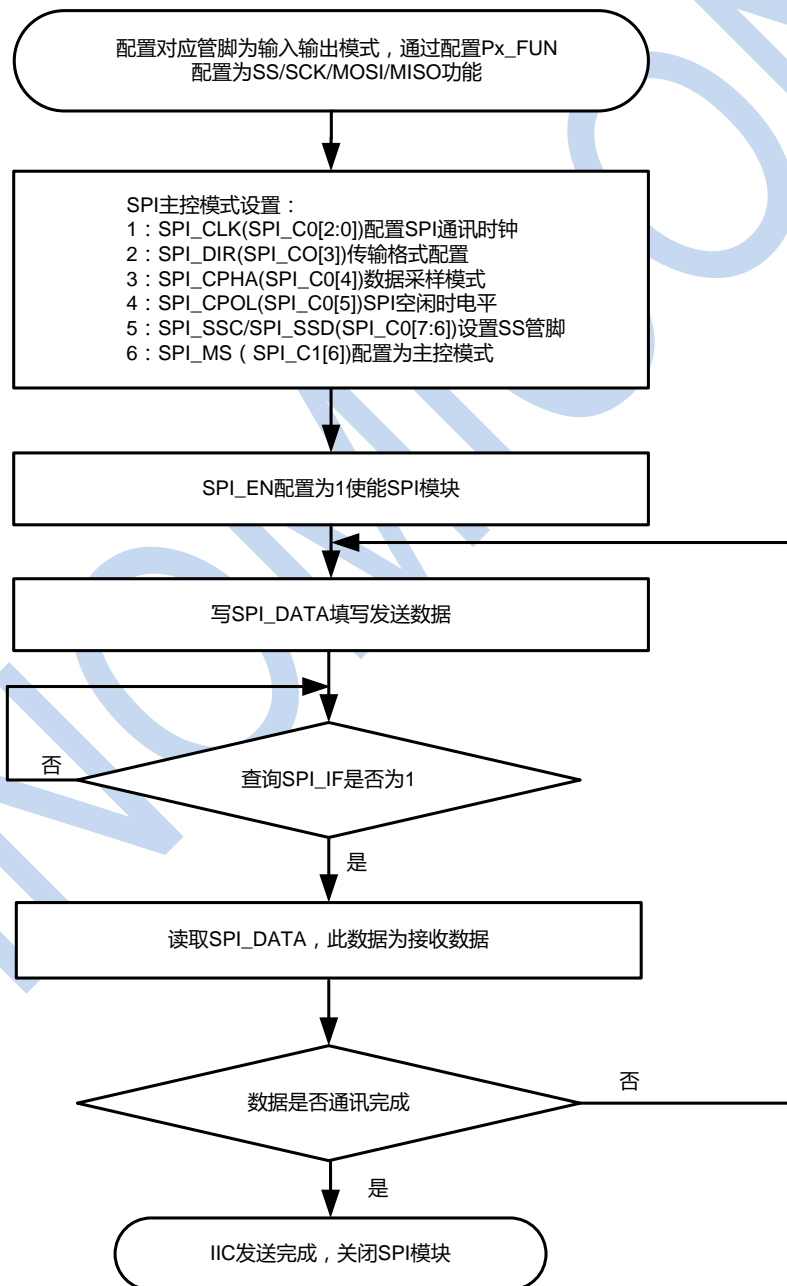 配置对应管脚为输入输出模式，通过配置Px_FUN
配置为SS/SCK/MOSI/MISO功能
SPI主控模式设置：
1：SPI_CLK(SPI_C0[2:0])配置SPI通讯时钟
2：SPI_DIR(SPI_CO[3])传输格式配置
3：SPI_CPHA(SPI_C0[4])数据采样模式
4：SPI_CPOL(SPI_C0[5])SPI空闲时电平
5：SPI_SSC/SPI_SSD(SPI_C0[7:6])设置SS管脚
6：SPI_MS（SPI_C1[6])配置为主控模式
SPI_EN配置为1使能SPI模块
写SPI_DATA填写发送数据
否
查询SPI_IF是否为1
是
读取SPI_DATA，此数据为接收数据
否
数据是否通讯完成
是
IIC发送完成，关闭SPI模块